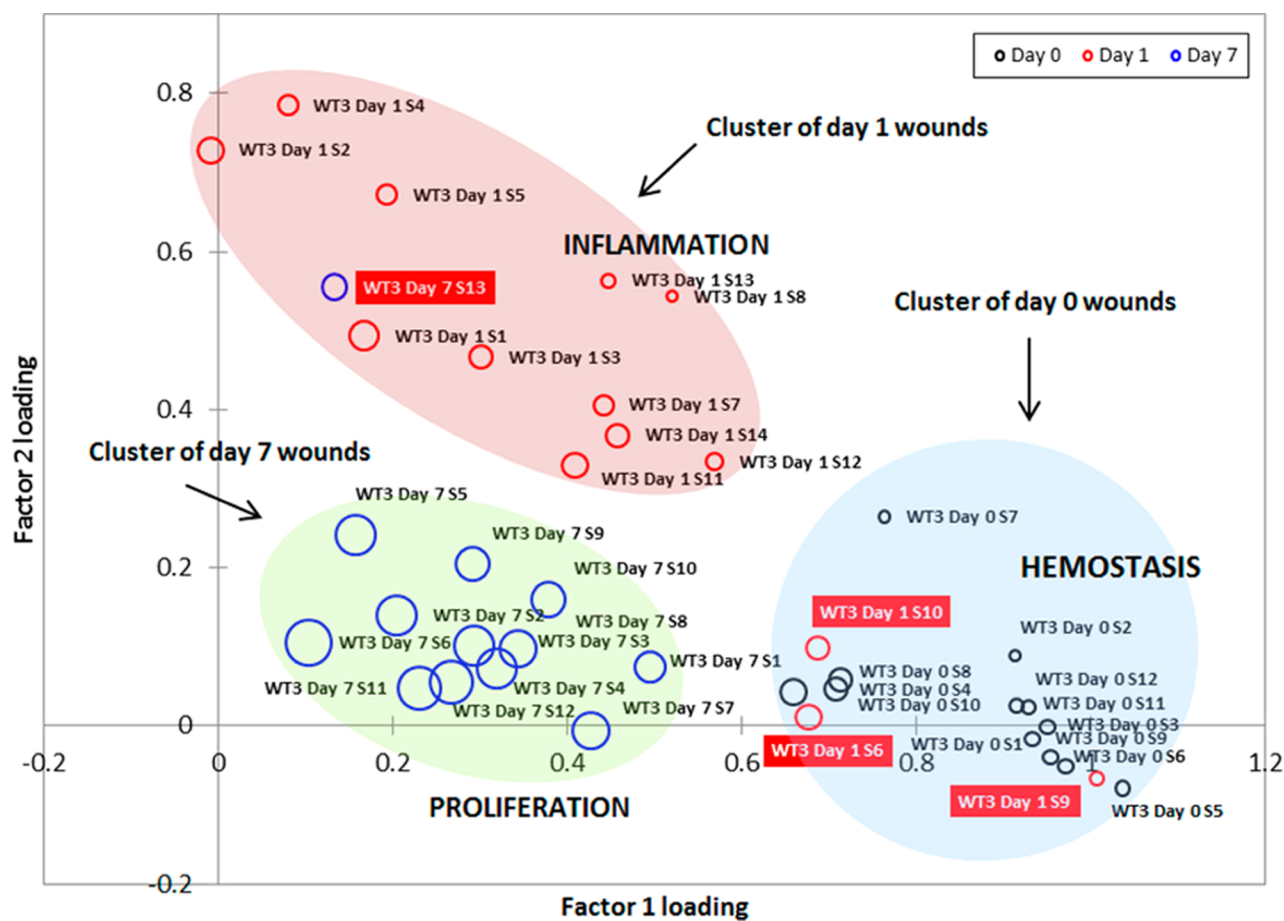 Day 0 Day 1 Day 7
0.8
WT3 Day 1 S4
Cluster of day 1 wounds
WT3 Day 1 S2
WT3 Day 1 S5
0.6
INFLAMMATION
WT3 Day 7 S13
WT3 Day 1 S13
WT3 Day 1 S8
Cluster of day 0 wounds
WT3 Day 1 S1
WT3 Day 1 S3
Factor 2 loading
0.4
WT3 Day 1 S7
WT3 Day 1 S14
Cluster of day 7 wounds
WT3 Day 1 S12
WT3 Day 1 S11
WT3 Day 7 S5
WT3 Day 0 S7
WT3 Day 7 S9
0.2
WT3 Day 7 S10
HEMOSTASIS
WT3 Day 1 S10
WT3 Day 7 S2
WT3 Day 7 S8
WT3 Day 0 S2
WT3 Day 7 S6
WT3 Day 7 S3
WT3 Day 7 S1
WT3 Day 0 S8
WT3 Day 0 S12
WT3 Day 7 S11
WT3 Day 7 S4
WT3 Day 0 S4
WT3 Day 0 S11
WT3 Day 7 S12
WT3 Day 7 S7
WT3 Day 0 S10
WT3 Day 0 S3
0
WT3 Day 1 S6
WT3 Day 0 S1
WT3 Day 0 S9
WT3 Day 0 S6
-0.2 0 0.2 0.4 0.6 0.8 1 1.2
PROLIFERATION
WT3 Day 1 S9
WT3 Day 0 S5
-0.2
Factor 1 loading